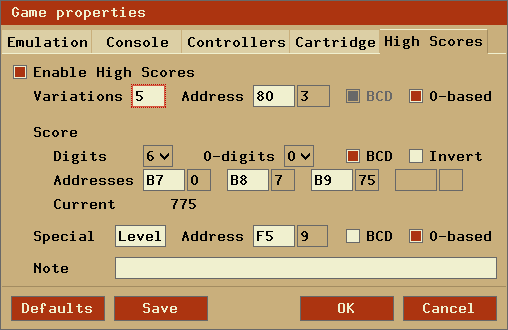 Game properties
Emulation Console Controllers Cartridge High Scores
Enable High Scores
Variations 5 Address 80 3 BCD 0-based
Score
Digits 6 0-digits 0 BCD Invert
Addresses B7 0 B8 7 B9 75
Current 775
Special Level Address F5 9 BCD 0-based
Note
Defaults Save OK Cancel